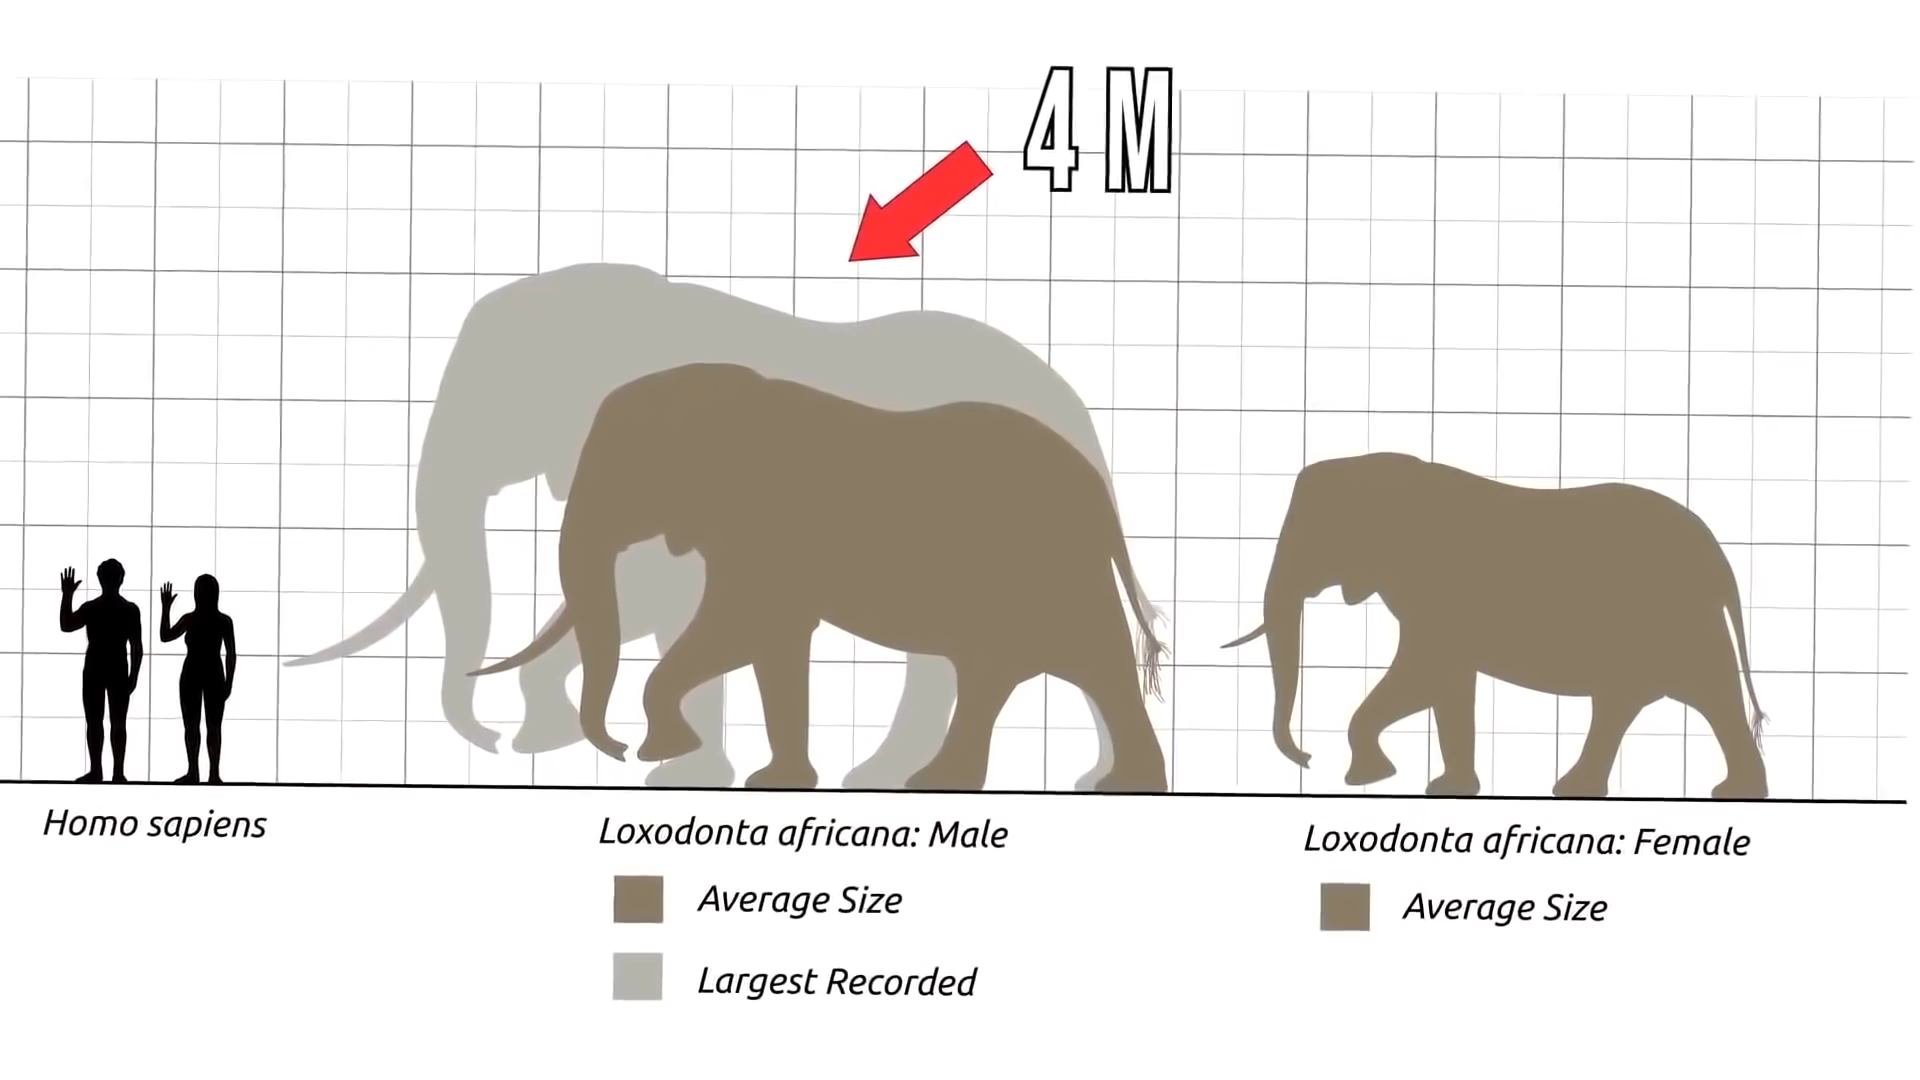 4 M
Homo sapiens
Loxodonta africana: Male
Average Size
Largest Recorded
Loxodonta africana: Female
Average Size